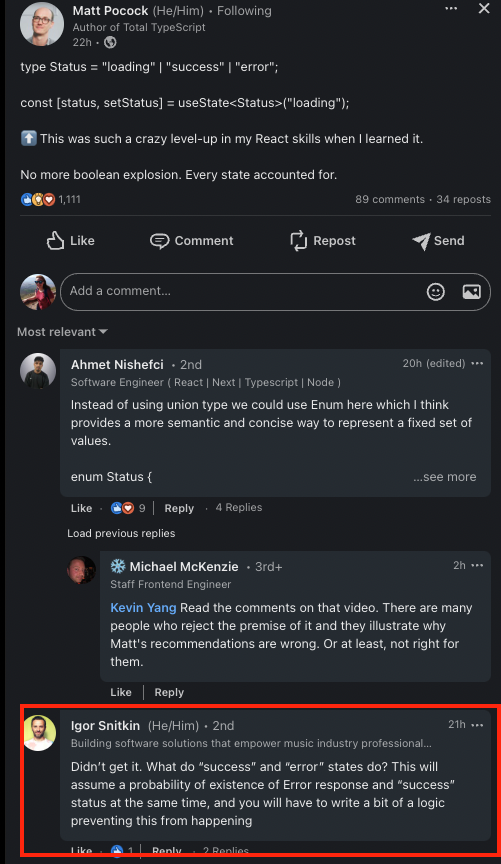 Matt Pocock (He/Him) • Following
Author of Total TypeScript
22h •
type Status = "loading" | "success" | "error";
const [status, setStatus] = useState<Status>("loading");
⬆️ This was such a crazy level-up in my React skills when I learned it.
No more boolean explosion. Every state accounted for.
1,111
89 comments • 34 reposts
Like
Comment
Repost
Send
Add a comment...
Most relevant
Ahmet Nishefci • 2nd
20h (edited)
Software Engineer ( React | Next | Typescript | Node )
Instead of using union type we could use Enum here which I think
provides a more semantic and concise way to represent a fixed set of
values.
enum Status {
...see more
Like • 9 | Reply • 4 Replies
Load previous replies
❄️ Michael McKenzie • 3rd+
2h
Staff Frontend Engineer
Kevin Yang Read the comments on that video. There are many
people who reject the premise of it and they illustrate why
Matt's recommendations are wrong. Or at least, not right for
them.
Like | Reply
Igor Snitkin (He/Him) • 2nd
21h
Building software solutions that empower music industry professional...
Didn't get it. What do “success” and “error” states do? This will
assume a probability of existence of Error response and “success”
status at the same time, and you will have to write a bit of a logic
preventing this from happening
Like • 1 | Reply • 2 Replies